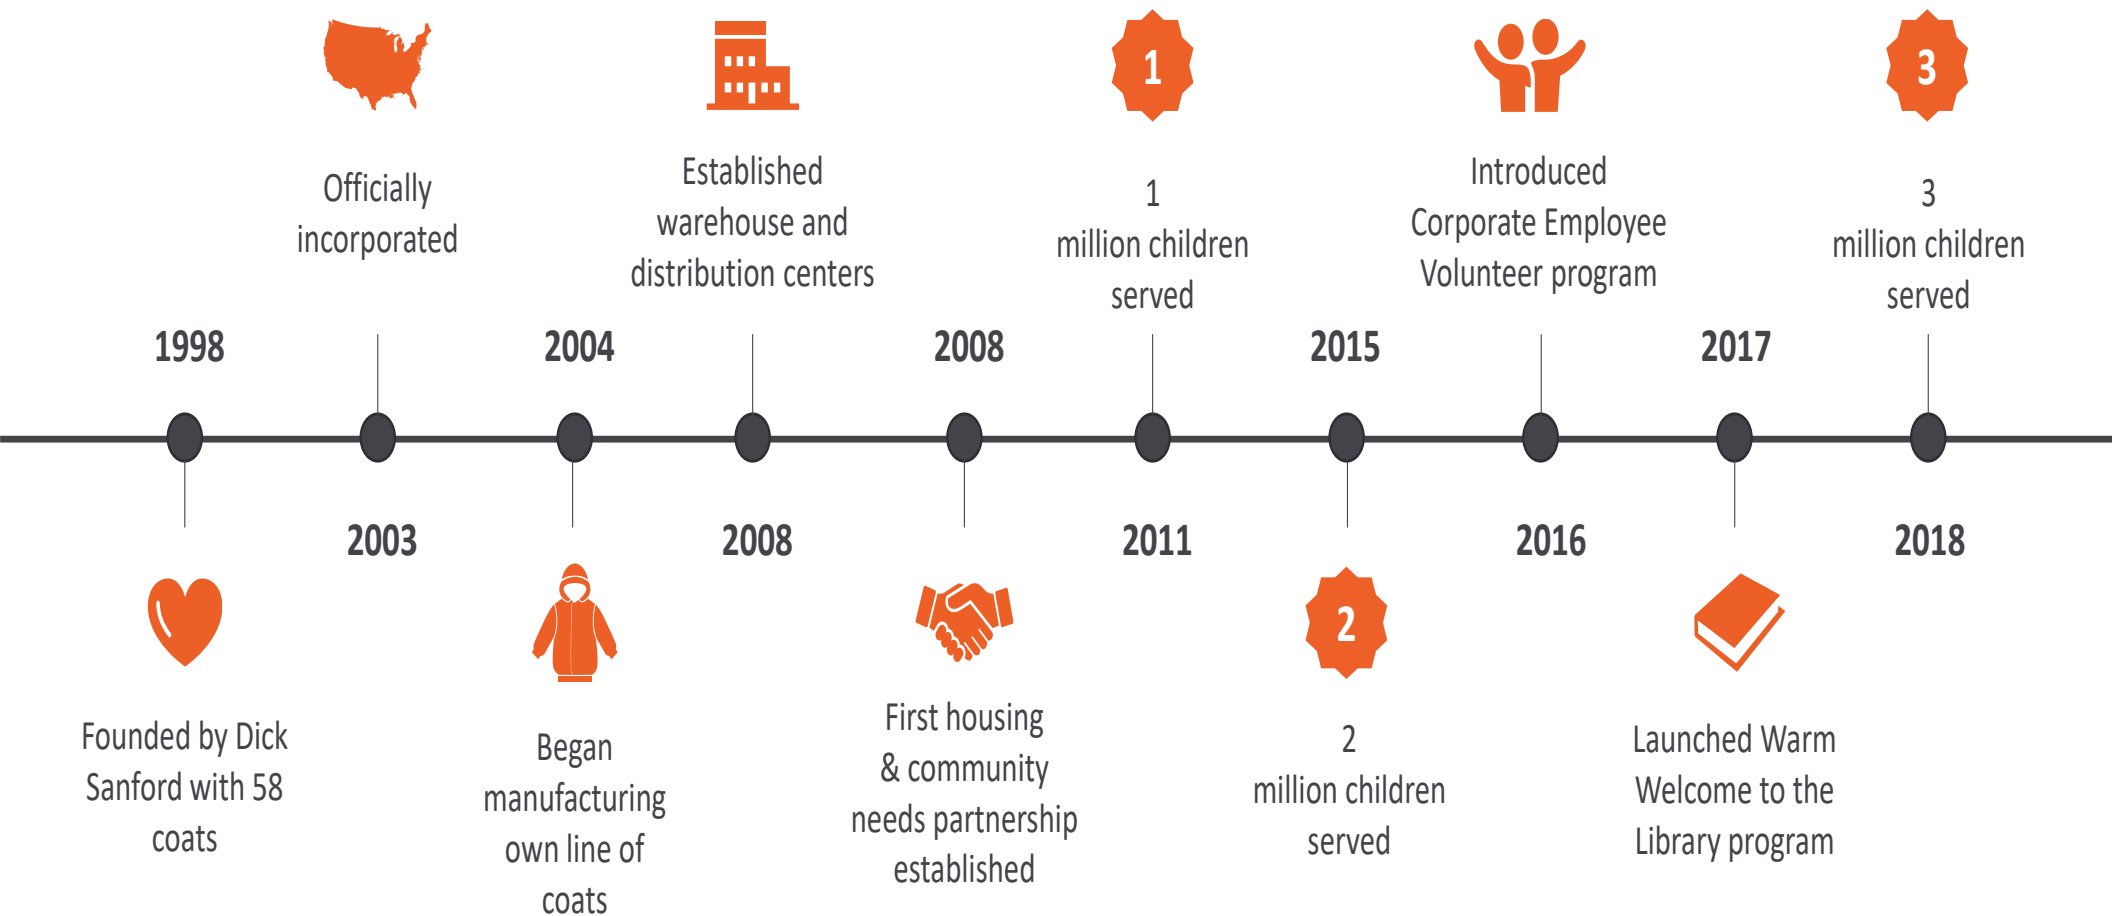 1
3
Officially
incorporated
Established
warehouse and
distribution centers
1
million children
served
Introduced
Corporate Employee
Volunteer program
3
million children
served
1998
2004
2008
2015
2017
2003
2008
2011
2016
2018
2
Founded by Dick
Sanford with 58
coats
Began
manufacturing
own line of
coats
First housing
& community
needs partnership
established
2
million children
served
Launched Warm
Welcome to the
Library program